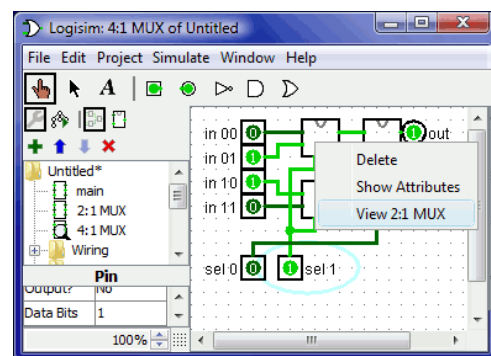 Logisim: 4:1 MUX of Untitled
File Edit Project Simulate Window Help
A
Untitled*
main
2:1 MUX
4:1 MUX
Wiring
Pin
Output? No
Data Bits 1
100%
in 00 0
in 01 1
in 10 1
in 11 0
1 out
Delete
Show Attributes
View 2:1 MUX
sel 0 0 1 sel 1